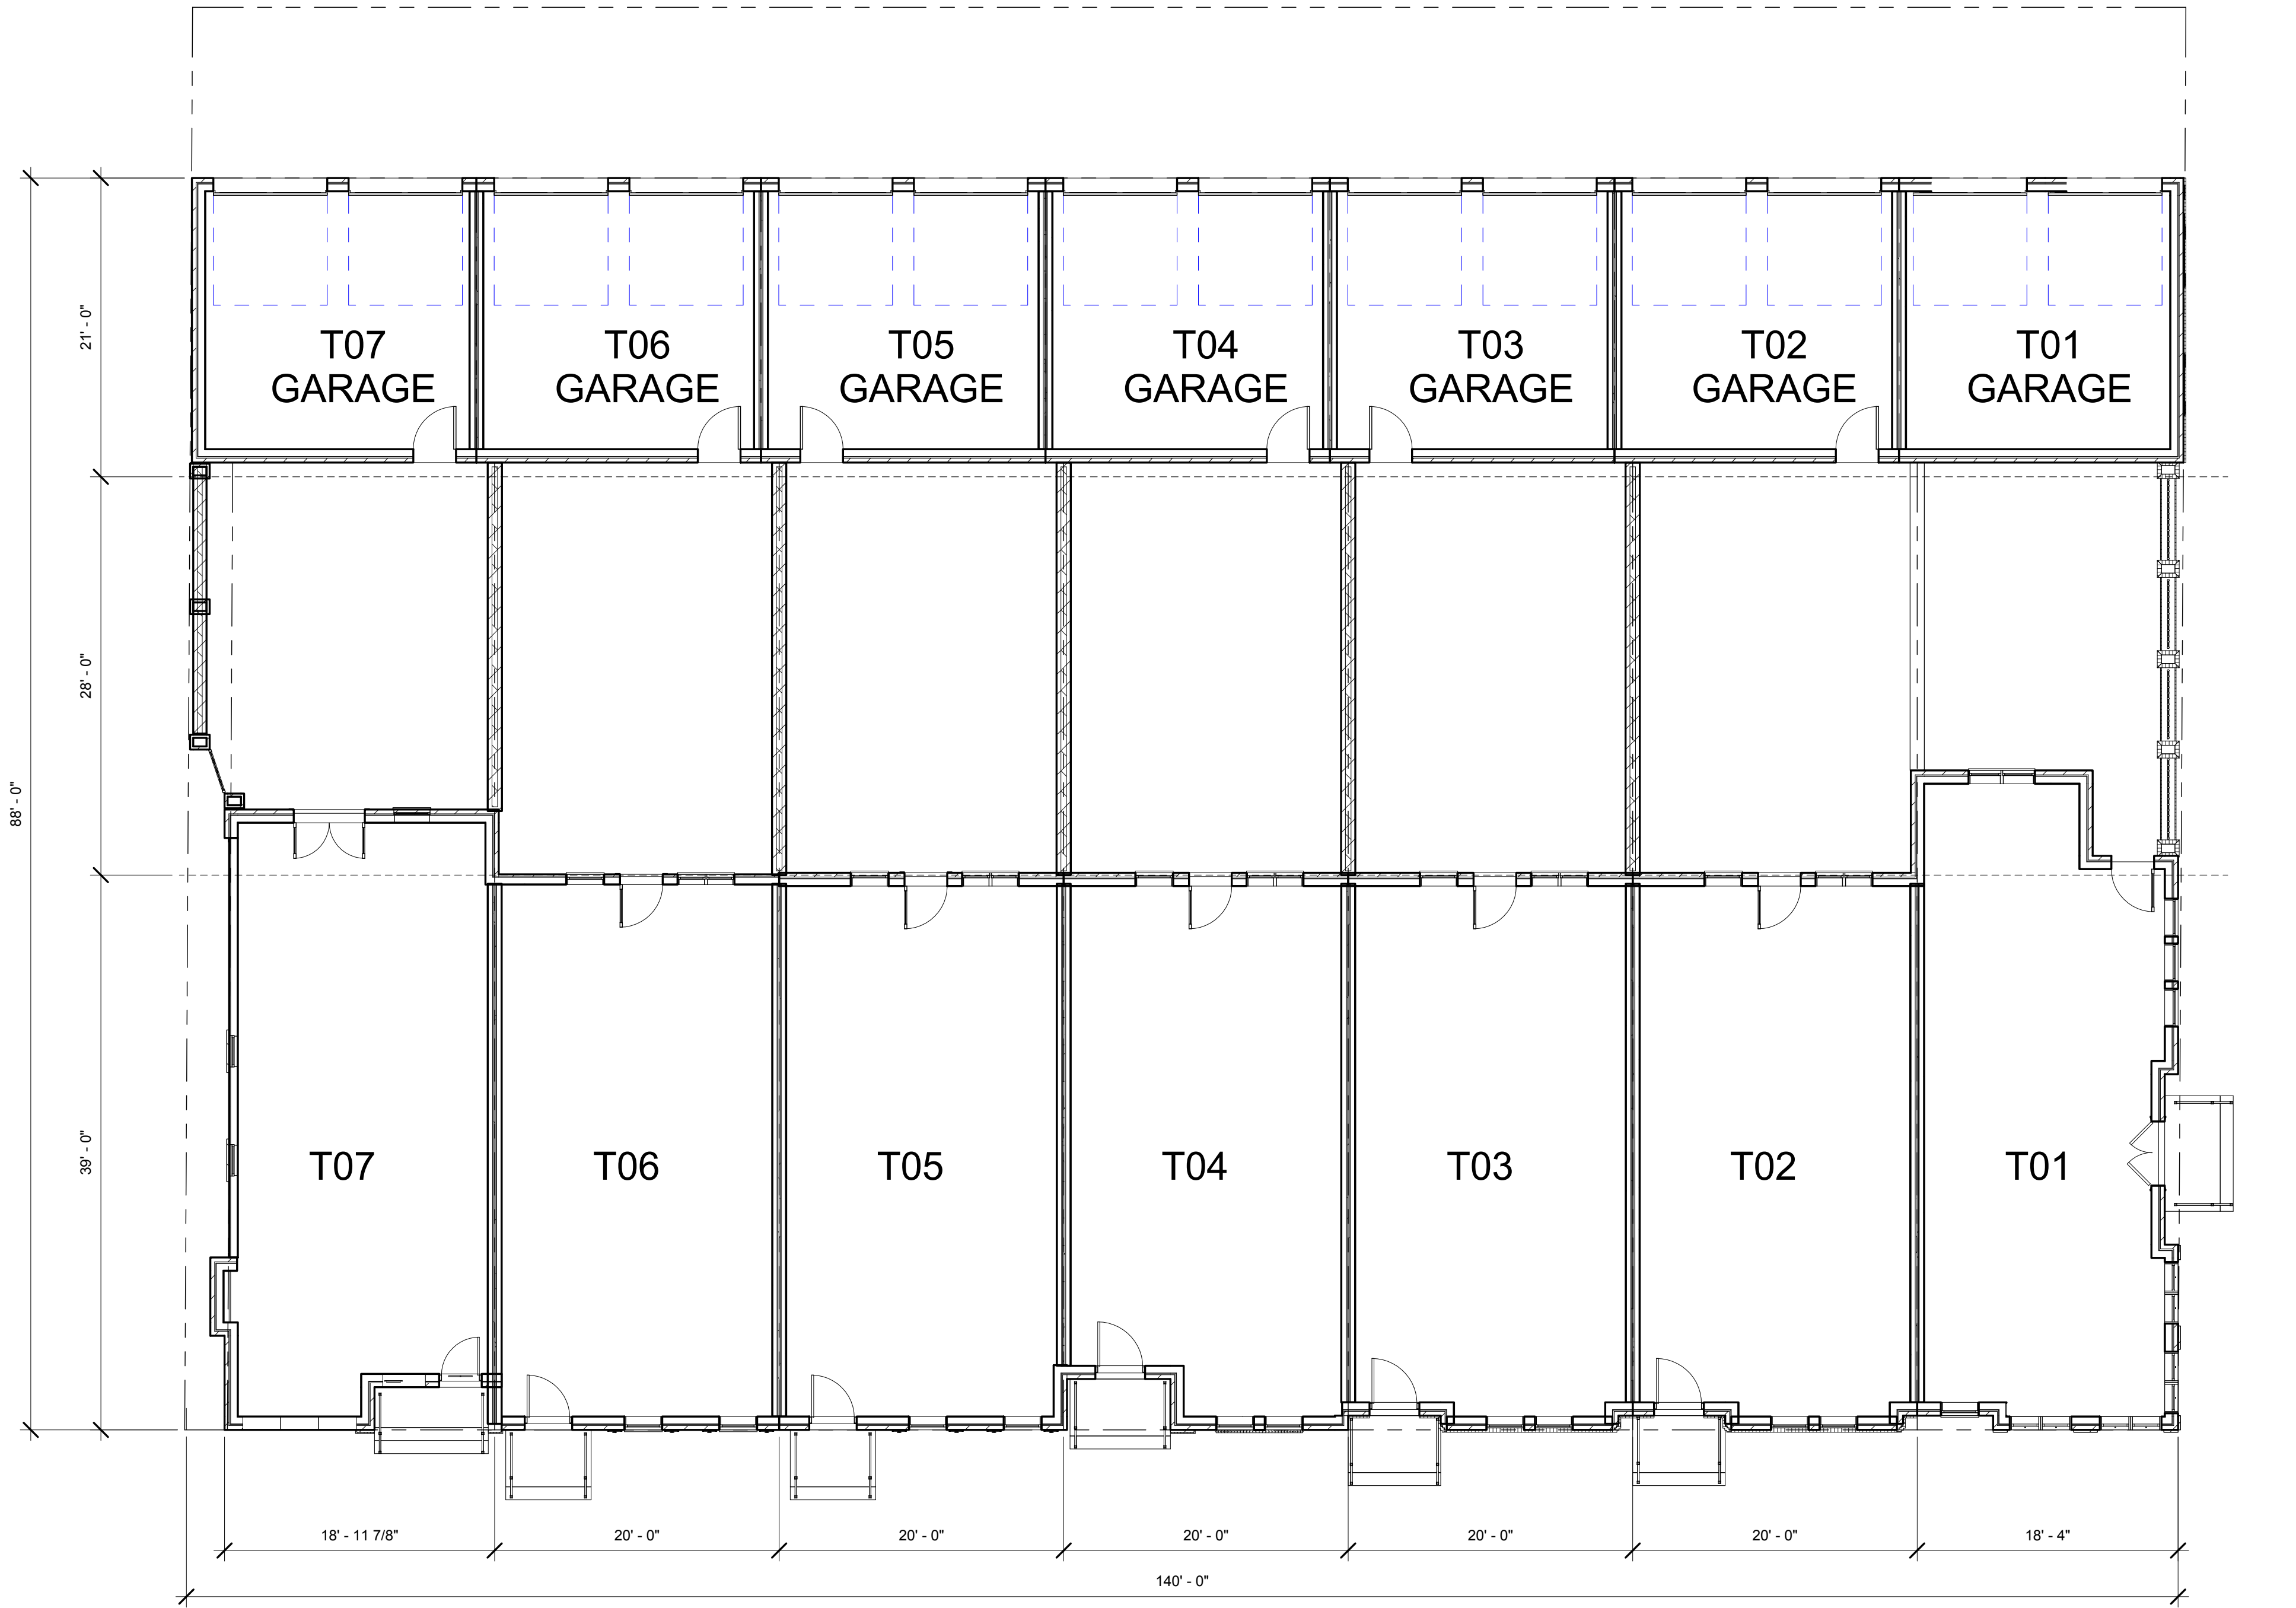 T07
GARAGE
T06
GARAGE
T05
GARAGE
T04
GARAGE
T03
GARAGE
T02
GARAGE
T01
GARAGE
21' - 0"
28' - 0"
88' - 0"
39' - 0"
T07
T06
T05
T04
T03
T02
T01
18' - 11 7/8"
20' - 0"
20' - 0"
20' - 0"
20' - 0"
20' - 0"
18' - 4"
140' - 0"